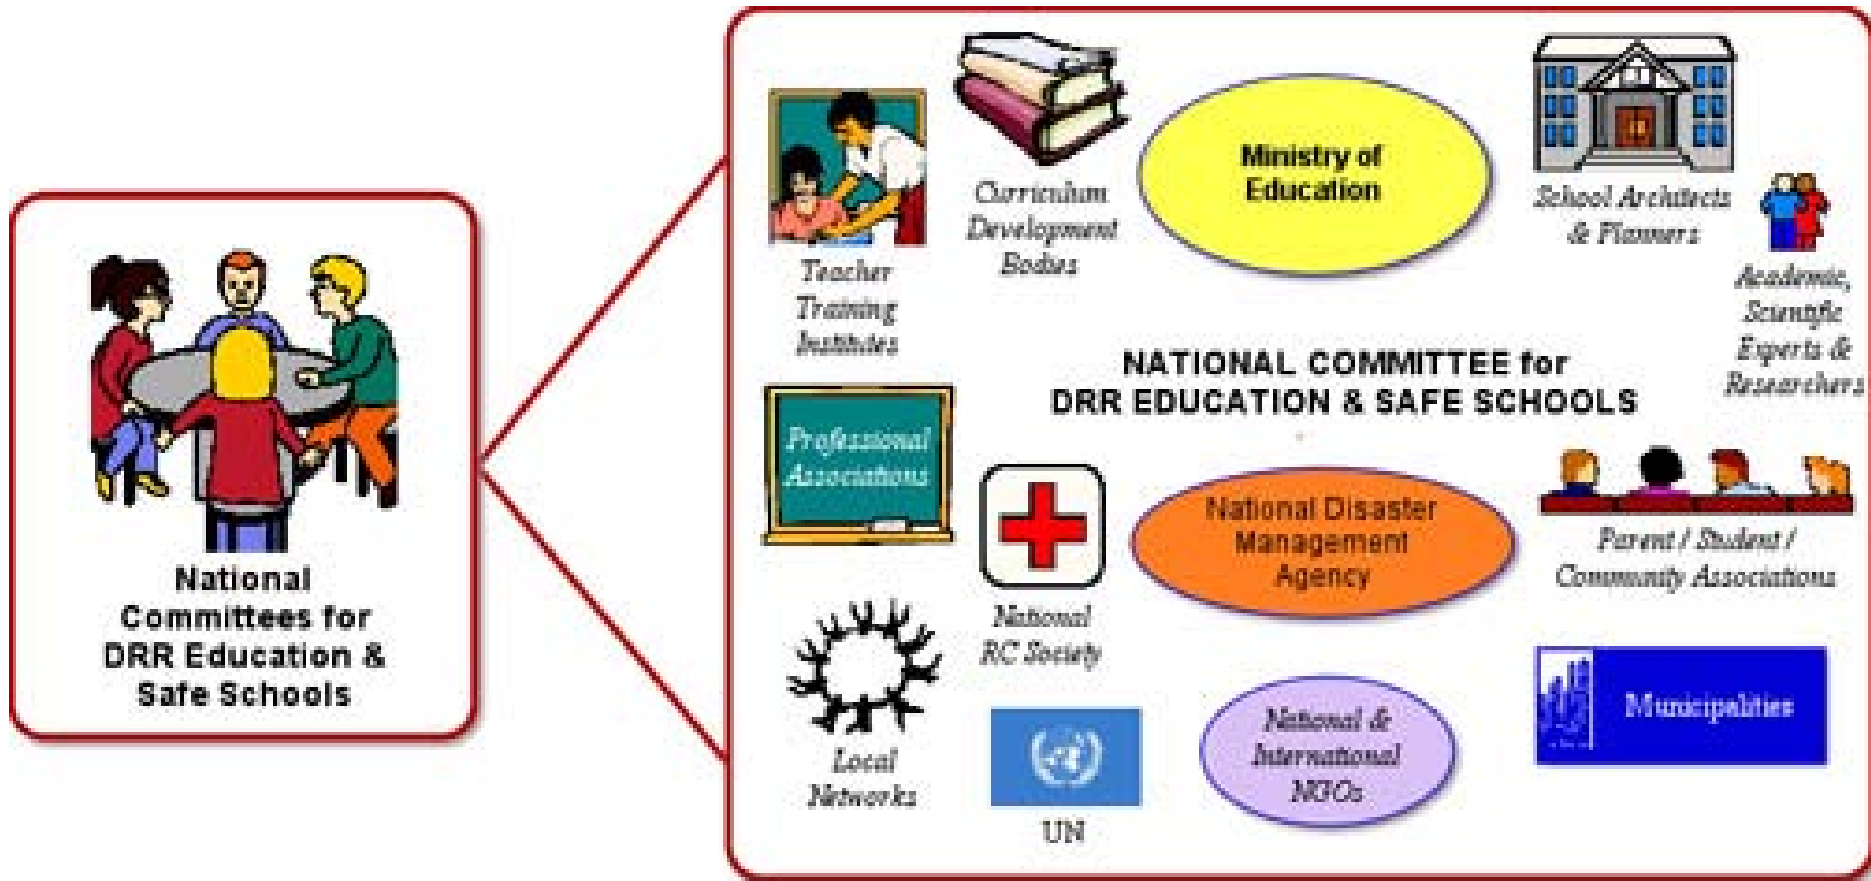 National
Committees for
DRR Education &
Safe Schools
Teacher
Training
Institutes
Curriculum
Development
Bodies
Ministry of
Education
School Architects
& Planners
Academic,
Scientific
Experts &
Researchers
NATIONAL COMMITTEE for
DRR EDUCATION & SAFE SCHOOLS
Professional
Associations
National
RC Society
National Disaster
Management
Agency
Parent / Student /
Community Associations
Local
Networks
UN
National &
International
NGOs
Municipalities